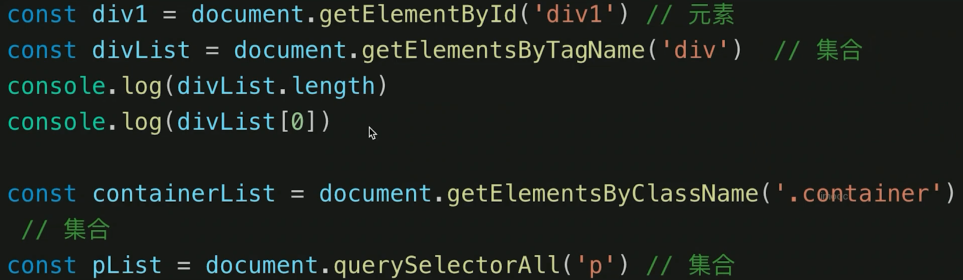 const div1 = document.getElementById('div1') // 元素
const divList = document.getElementsByTagName('div')  // 集合
console.log(divList.length)
console.log(divList[0])
const containerList = document.getElementsByClassName('.container')
// 集合
const pList = document.querySelectorAll('p') // 集合